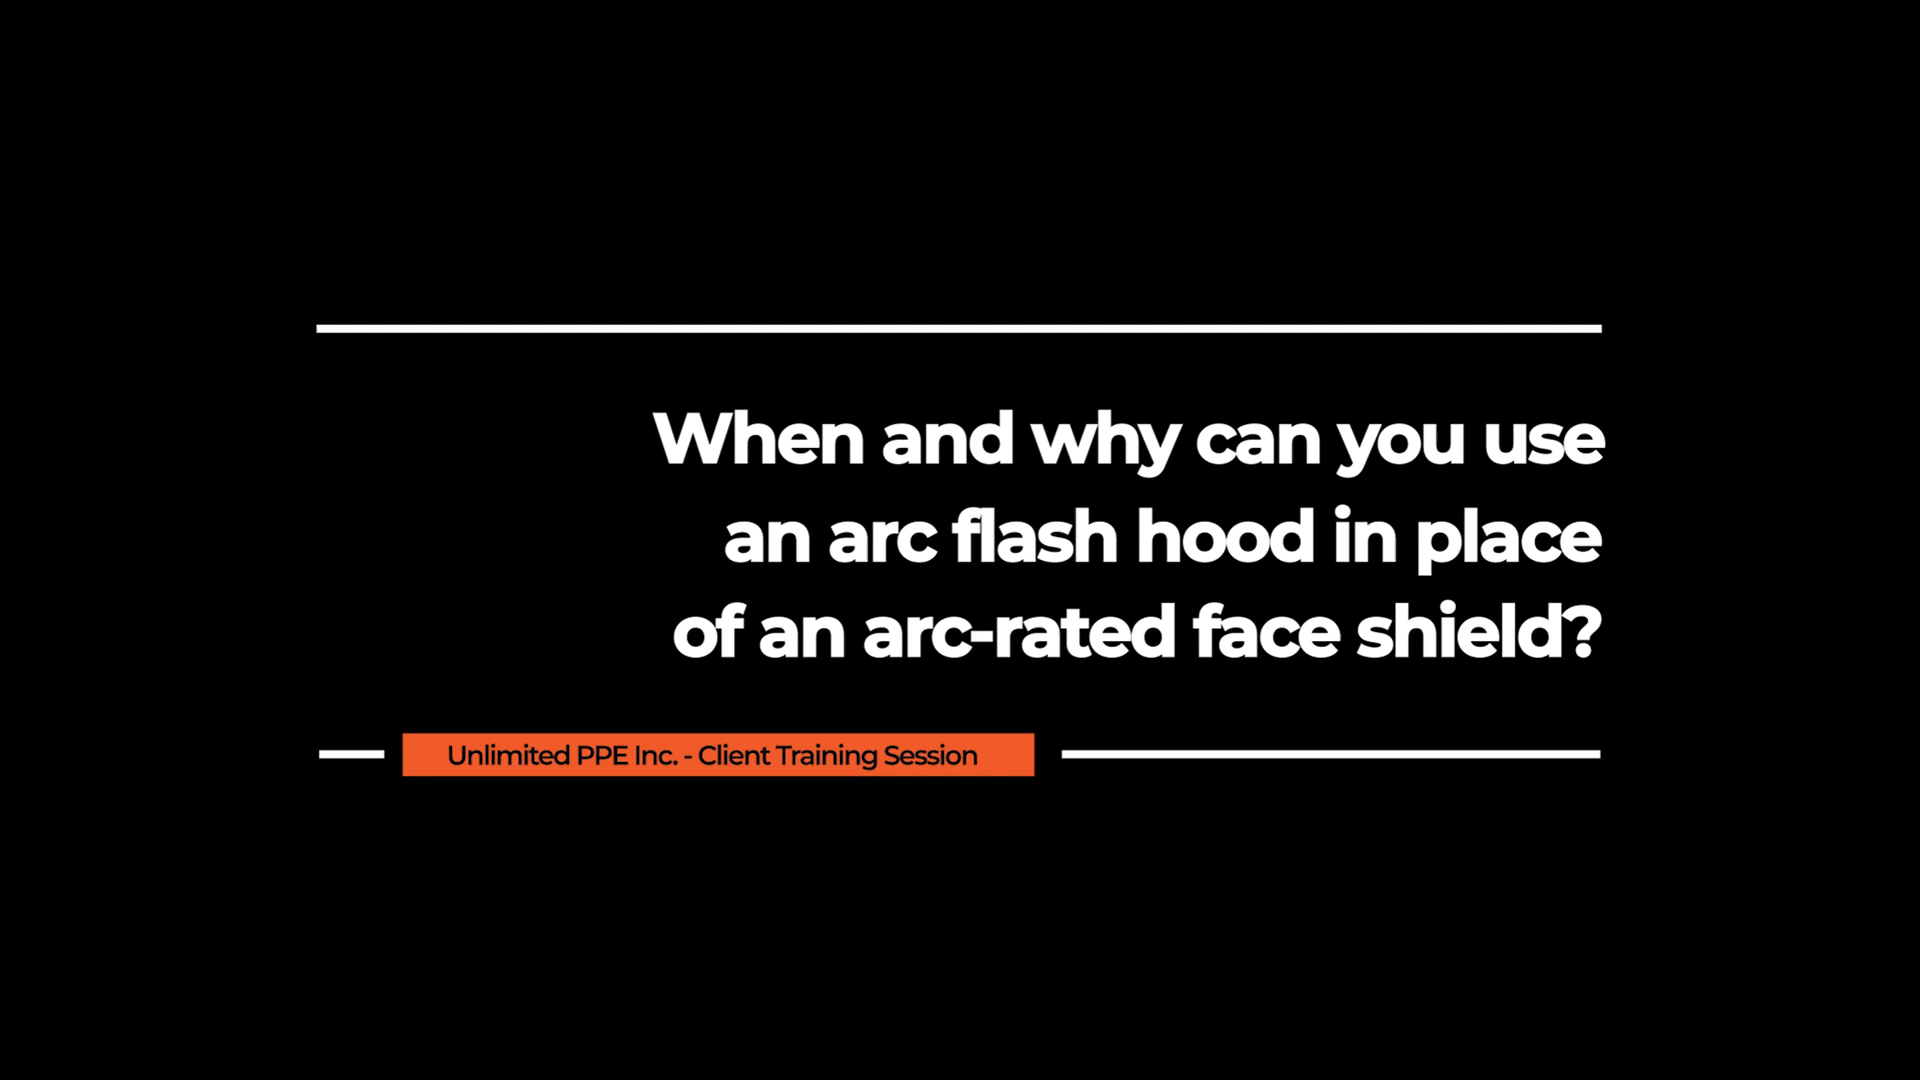 When and why can you use
an arc flash hood in place
of an arc-rated face shield?
Unlimited PPE Inc. - Client Training Session